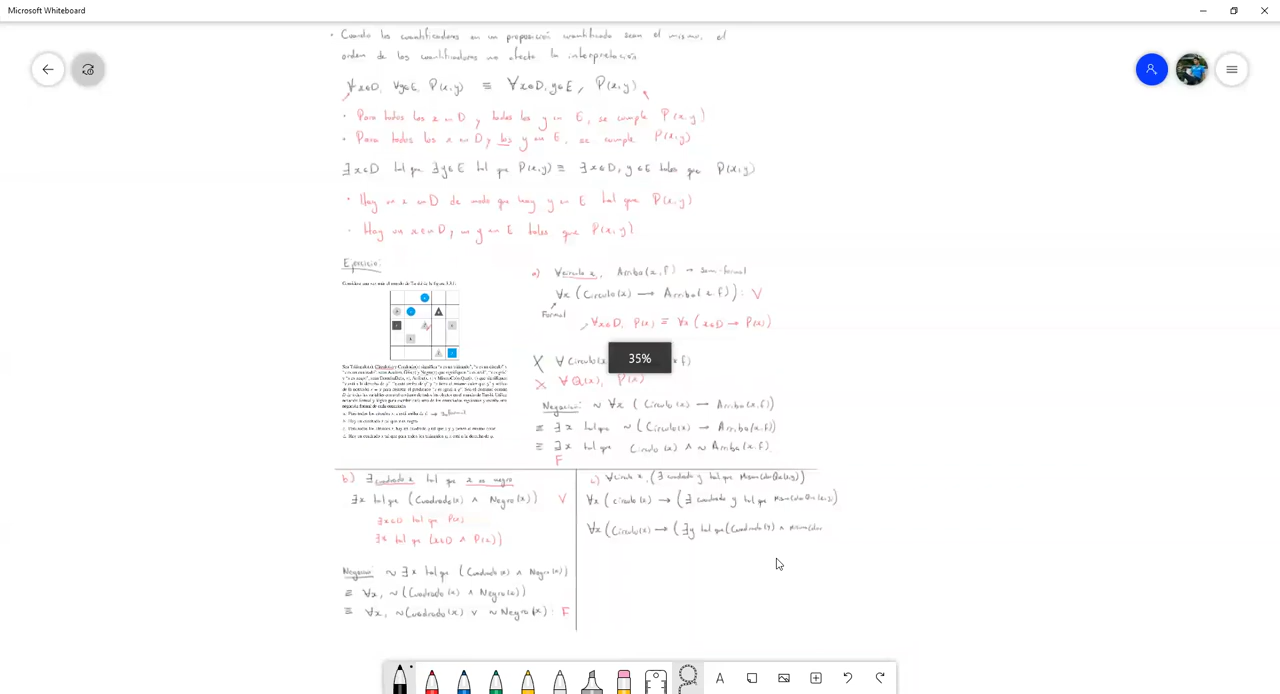 Microsoft Whiteboard
• Cuando los cuantificadores en un proposición cuantificada sean el mismo, el
orden de los cuantificadores no afecta la interpretación
∀x∈D, ∀y∈E, P(x,y) ≡ ∀x∈D, y∈E, P(x,y)
• Para todos los x en D y todos los y en E, se cumple P(x,y)
• Para todos los x en D y los y en E, se cumple P(x,y)
∃x∈D tal que ∃y∈E tal que P(x,y) ≡ ∃x∈D, y∈E tales que P(x,y)
• Hay un x en D de modo que hay y en E tal que P(x,y)
• Hay un x en D y un y en E tales que P(x,y)
Ejercicio:
a) ∀círculo x, Arriba(x,f) → semi-formal
∀x (Círculo(x) → Arriba(x,f)): V
Formal
∀x∈D, P(x) ≡ ∀x (x∈D → P(x))
35%
X ∀ Círculo(x f)
X ∀ Q(x), P(x)
Negación: ~ ∀x (Círculo(x) → Arriba(x,f))
≡ ∃x tal que ~(Círculo(x) → Arriba(x,f))
≡ ∃x tal que Círculo(x) ∧ ~Arriba(x,f).
F
b) ∃cuadrado x tal que x es negro
∃x tal que (Cuadrado(x) ∧ Negro(x)) V
∃x∈D tal que P(x)
∃x tal que (x∈D ∧ P(x))
Negación: ~∃x tal que (Cuadrado(x) ∧ Negro(x))
≡ ∀x, ~(Cuadrado(x) ∧ Negro(x))
≡ ∀x, ~Cuadrado(x) ∨ ~Negro(x): F
c) ∀círculo x, (∃ cuadrado y tal que MismoColorQue(x,y))
∀x (círculo(x) → (∃ cuadrado y tal que MismoColorQue(x,y))
∀x (Círculo(x) → (∃y tal que (Cuadrado(y) ∧ MismoColor